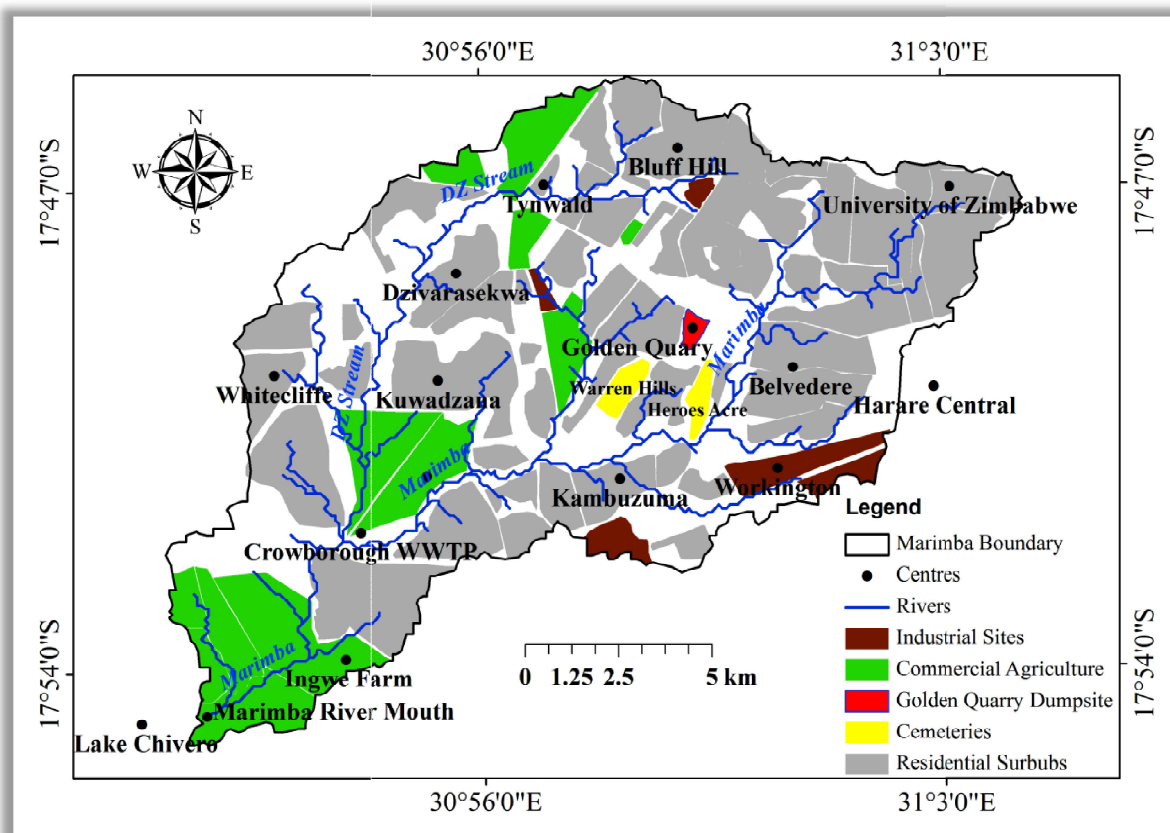 30°56'0"E 31°3'0"E
N
W E
S
17°47'0"S
17°47'0"S
DZ Stream
Bluff Hill
Tynwald
University of Zimbabwe
Dzivarasekwa
Marimba
Golden Quary
DZ Stream
Whitecliffe
Kuwadzana
Warren Hills
Heroes Acre
Belvedere
Harare Central
Marimba
Kambuzuma
Workington
Crowborough WWTP
Marimba
Ingwe Farm
Marimba River Mouth
Lake Chivero
17°54'0"S
17°54'0"S
0 1.25 2.5 5 km
Legend
Marimba Boundary
Centres
Rivers
Industrial Sites
Commercial Agriculture
Golden Quarry Dumpsite
Cemeteries
Residential Surbubs
30°56'0"E 31°3'0"E